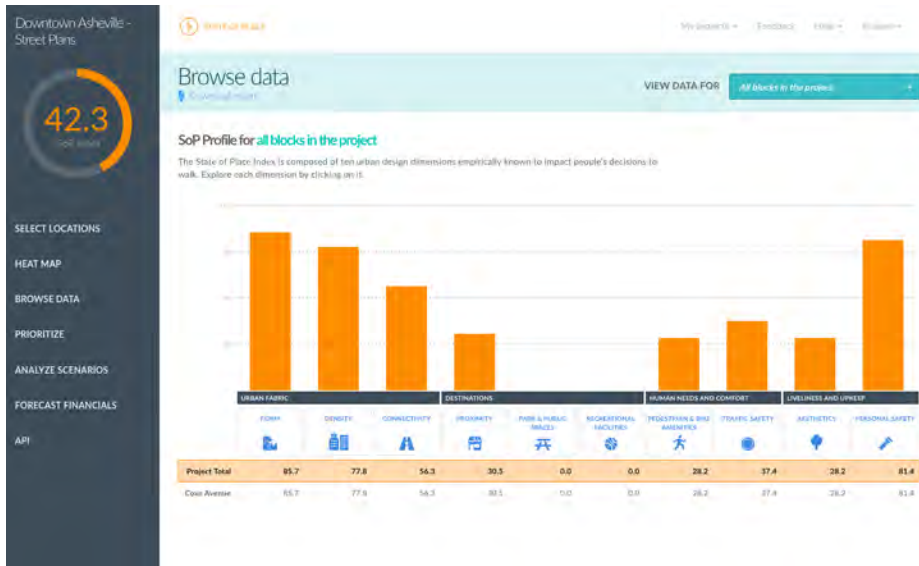 Downtown Asheville -
Street Plans
42.3
SoP Index
SELECT LOCATIONS
HEAT MAP
BROWSE DATA
PRIORITIZE
ANALYZE SCENARIOS
FORECAST FINANCIALS
API
STATE OF PLACE
Feedback
Browse data
VIEW DATA FOR
All blocks in the project
SoP Profile for all blocks in the project
The State of Place Index is composed of ten urban design dimensions empirically known to impact people's decisions to
walk. Explore each dimension by clicking on it.
URBAN FABRIC DESTINATIONS HUMAN NEEDS AND COMFORT LIVELINESS AND UPKEEP
FORM DENSITY CONNECTIVITY PROXIMITY PARK & PUBLIC SPACES RECREATIONAL FACILITIES PEDESTRIAN & BIKE AMENITIES TRAFFIC SAFETY AESTHETICS PERSONAL SAFETY
Project Total 85.7 77.8 56.3 30.5 0.0 0.0 28.2 37.4 28.2 81.4
Coxe Avenue 85.7 77.8 56.3 30.5 0.0 0.0 28.2 37.4 28.2 81.4